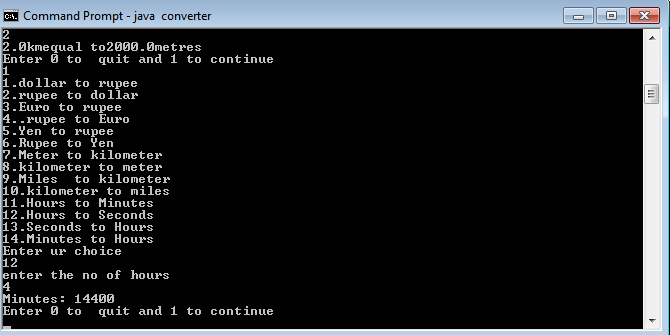 Command Prompt - java converter
2
2.0kmequal to2000.0metres
Enter 0 to  quit and 1 to continue
1
1.dollar to rupee
2.rupee to dollar
3.Euro to rupee
4..rupee to Euro
5.Yen to rupee
6.Rupee to Yen
7.Meter to kilometer
8.kilometer to meter
9.Miles  to kilometer
10.kilometer to miles
11.Hours to Minutes
12.Hours to Seconds
13.Seconds to Hours
14.Minutes to Hours
Enter ur choice
12
enter the no of hours
4
Minutes: 14400
Enter 0 to  quit and 1 to continue